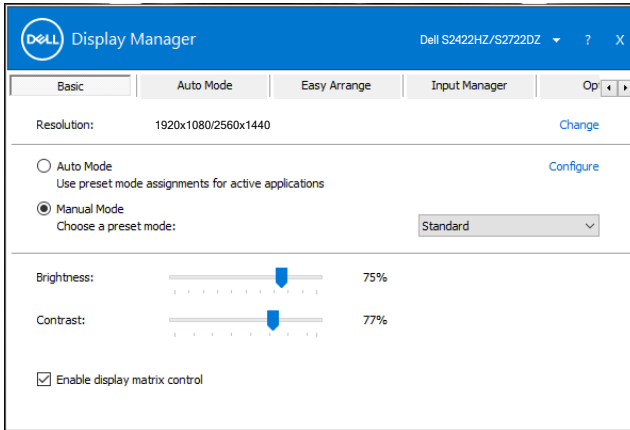 DELL Display Manager Dell S2422HZ/S2722DZ ? X
Basic Auto Mode Easy Arrange Input Manager Op
Resolution: 1920x1080/2560x1440 Change
Auto Mode Configure
Use preset mode assignments for active applications
Manual Mode
Choose a preset mode: Standard
Brightness: 75%
Contrast: 77%
Enable display matrix control